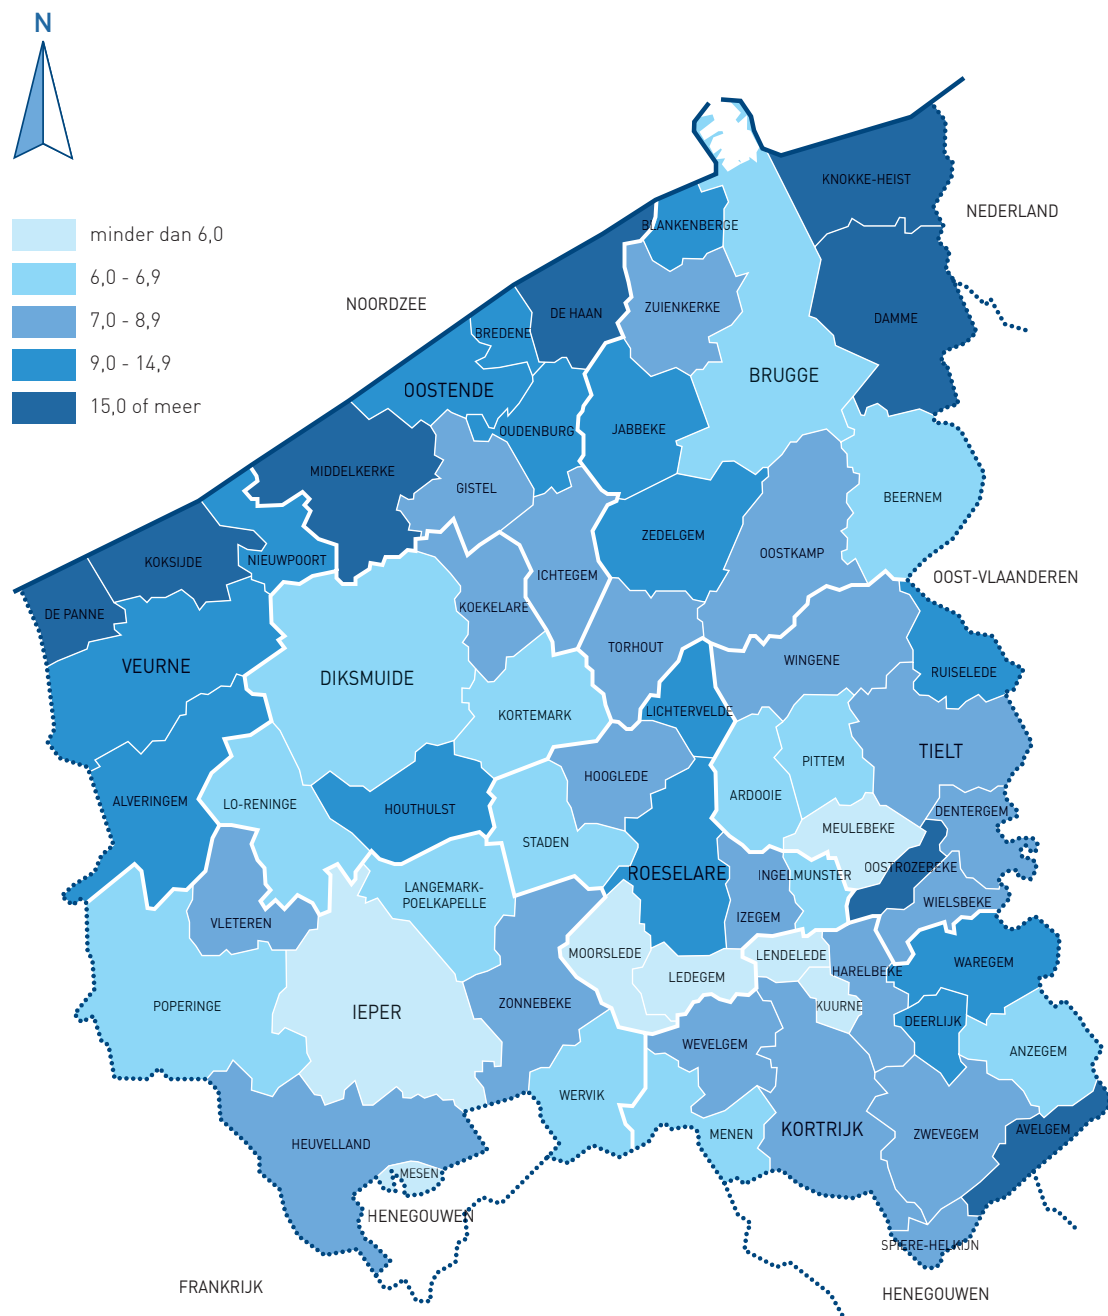 N
minder dan 6,0
6,0 - 6,9
7,0 - 8,9
9,0 - 14,9
15,0 of meer
KNOKKE-HEIST
NEDERLAND
BLANKENBERGE
NOORDZEE
DE HAAN
ZUIENKERKE
DAMME
BREDENE
BRUGGE
OOSTENDE
OUDENBURG
JABBEKE
MIDDELKERKE
GISTEL
BEERNEM
ZEDELGEM
OOSTKAMP
KOKSIJDE
NIEUWPOORT
ICHTEGEM
OOST-VLAANDEREN
DE PANNE
KOEKELARE
VEURNE
TORHOUT
WINGENE
DIKSMUIDE
RUISELEDE
KORTEMARK
LICHTERVELDE
TIELT
PITTEM
HOOGLEDE
ARDOOIE
ALVERINGEM
LO-RENINGE
HOUTHULST
DENTERGEM
MEULEBEKE
STADEN
OOSTROZEBEKE
ROESELARE
INGELMUNSTER
LANGEMARK-
POELKAPELLE
WIELSBEKE
VLETEREN
IZEGEM
MOORSLEDE
LENDELEDE
WAREGEM
HARELBEKE
LEDEGEM
POPERINGE
ZONNEBEKE
KUURNE
IEPER
DEERLIJK
WEVELGEM
ANZEGEM
WERVIK
KORTRIJK
AVELGEM
MENEN
ZWEVEGEM
HEUVELLAND
MESEN
HENEGOUWEN
SPIERE-HELKIJN
FRANKRIJK
HENEGOUWEN